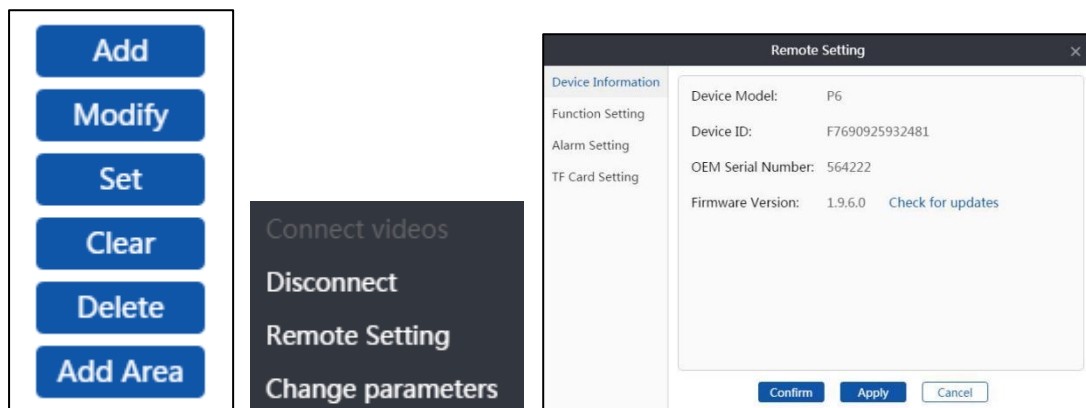 Add
Modify
Set
Clear
Delete
Add Area
Connect videos
Disconnect
Remote Setting
Change parameters
Remote Setting
Device Information
Function Setting
Alarm Setting
TF Card Setting
Device Model: P6
Device ID: F7690925932481
OEM Serial Number: 564222
Firmware Version: 1.9.6.0 Check for updates
Confirm Apply Cancel